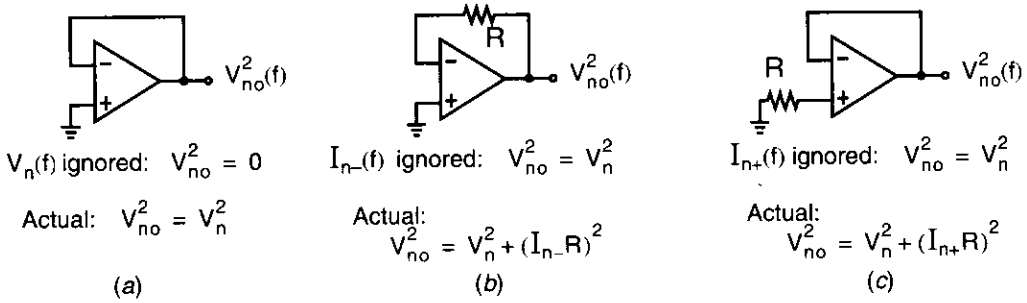 − + V²ₙₒ(f)
Vₙ(f) ignored: V²ₙₒ = 0
Actual: V²ₙₒ = V²ₙ
(a)
R
− + V²ₙₒ(f)
Iₙ₋(f) ignored: V²ₙₒ = V²ₙ
Actual:
V²ₙₒ = V²ₙ + (Iₙ₋R)²
(b)
R
− + V²ₙₒ(f)
Iₙ₊(f) ignored: V²ₙₒ = V²ₙ
Actual:
V²ₙₒ = V²ₙ + (Iₙ₊R)²
(c)